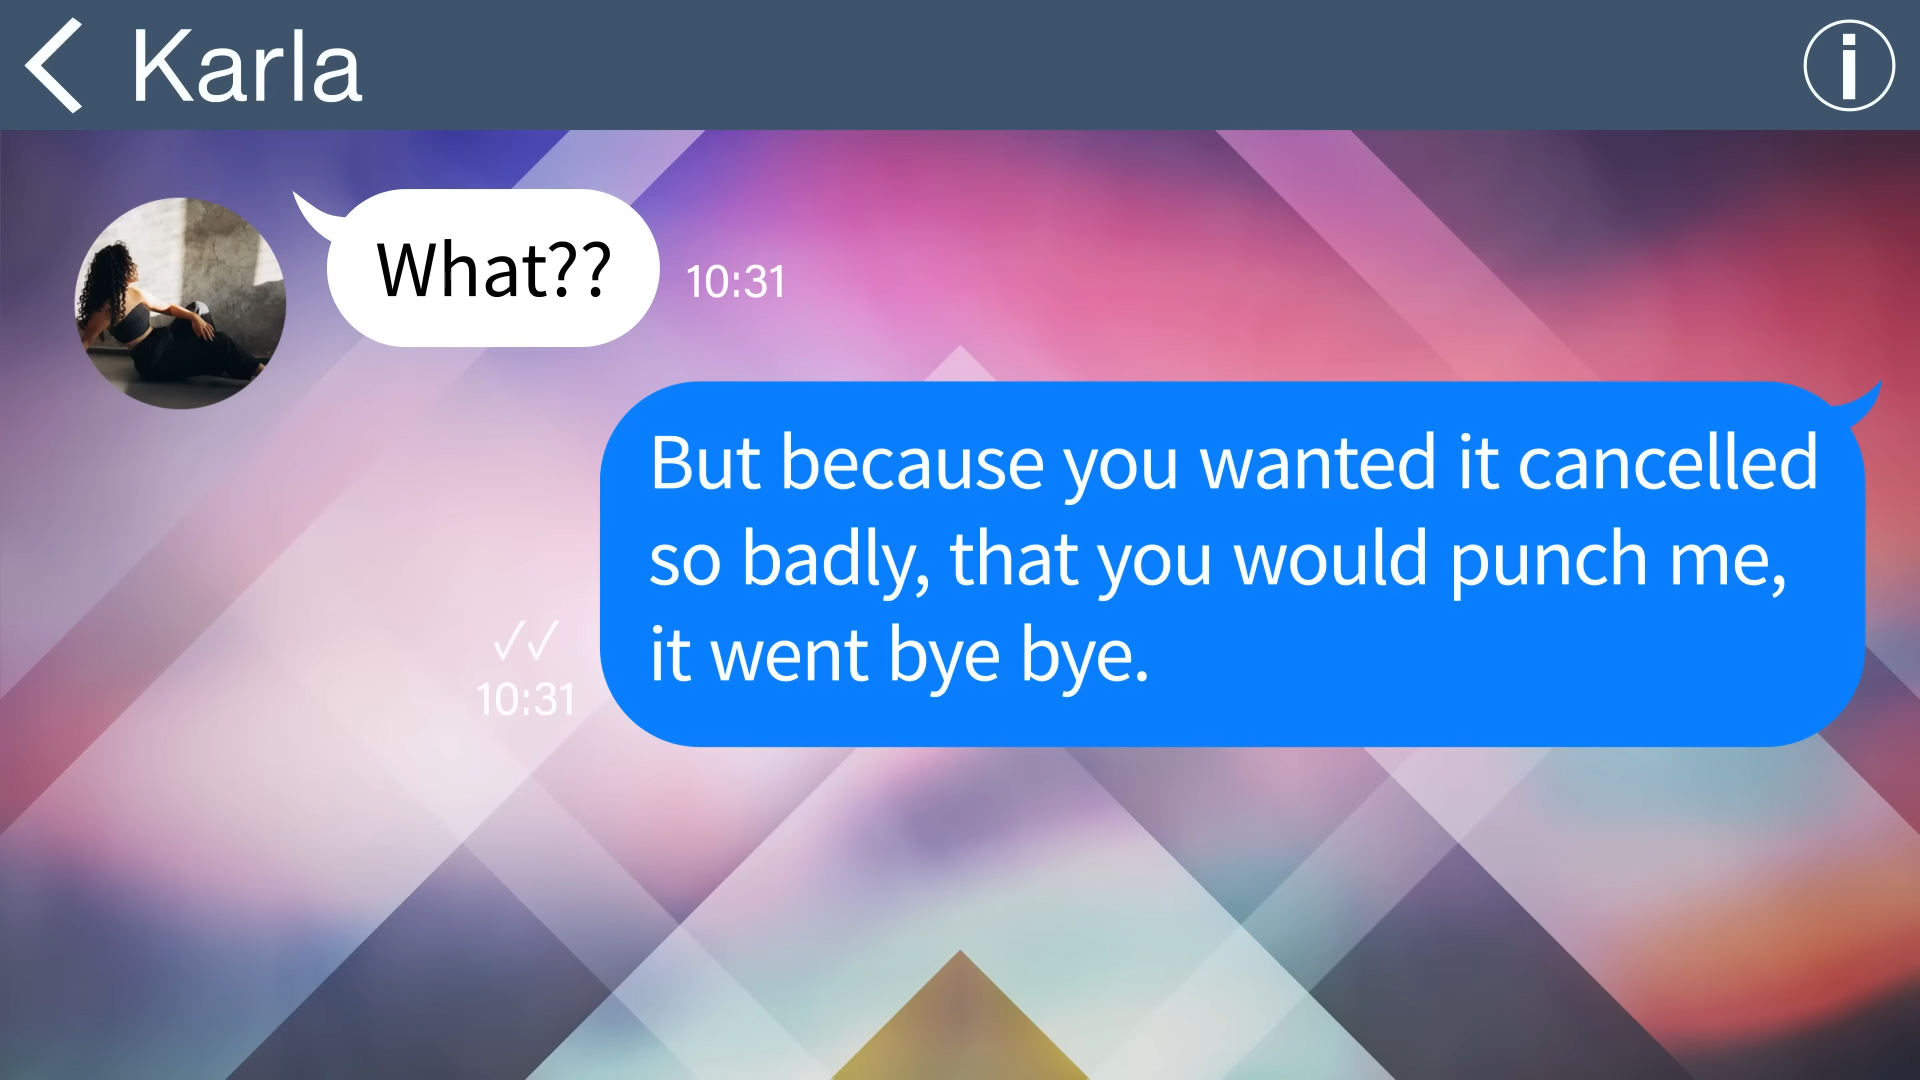 Karla
What??
10:31
But because you wanted it cancelled
so badly, that you would punch me,
it went bye bye.
10:31